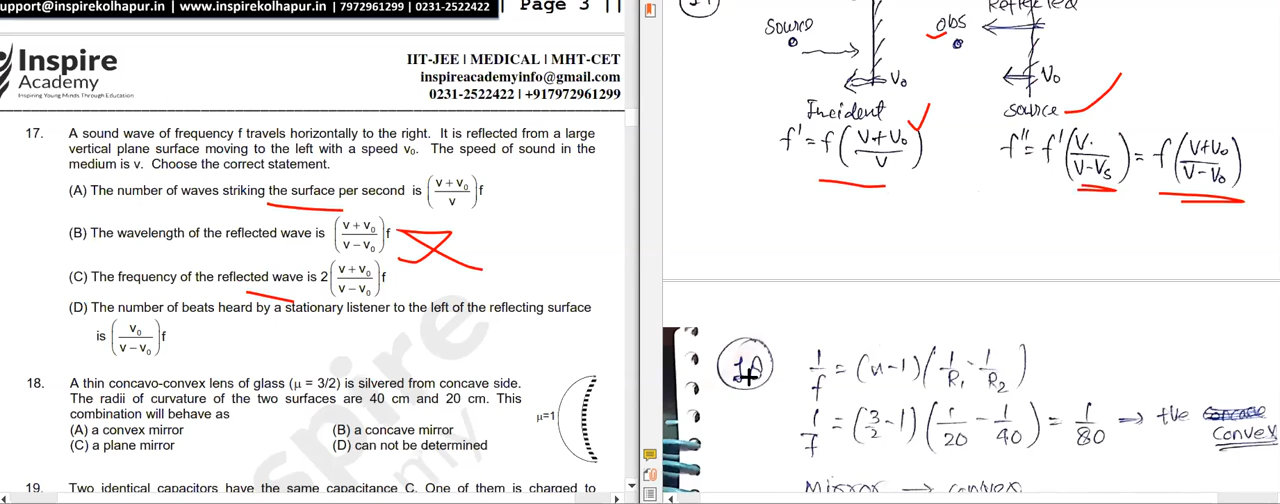 support@inspirekolhapur.in | www.inspirekolhapur.in | 7972961299 | 0231-2522422 | Page 3 ||
Inspire
Academy
Inspiring Young Minds Through Education
IIT-JEE | MEDICAL | MHT-CET
inspireacademyinfo@gmail.com
0231-2522422 | +917972961299
17. A sound wave of frequency f travels horizontally to the right. It is reflected from a large
vertical plane surface moving to the left with a speed v₀. The speed of sound in the
medium is v. Choose the correct statement.
(A) The number of waves striking the surface per second is ((v + v₀)/v) f
(B) The wavelength of the reflected wave is ((v + v₀)/(v − v₀)) f
(C) The frequency of the reflected wave is 2 ((v + v₀)/(v − v₀)) f
(D) The number of beats heard by a stationary listener to the left of the reflecting surface
is (v₀/(v − v₀)) f
18. A thin concavo-convex lens of glass (μ = 3/2) is silvered from concave side.
The radii of curvature of the two surfaces are 40 cm and 20 cm. This
combination will behave as
μ=1
(A) a convex mirror (B) a concave mirror
(C) a plane mirror (D) can not be determined
19. Two identical capacitors have the same capacitance C. One of them is charged to
Reflected
Source
obs
V₀
V₀
Incident
source
f' = f ((V+V₀)/V)
f'' = f' (V/(V-Vs)) = f ((V+V₀)/(V-V₀))
1/f = (u-1) (1/R₁ - 1/R₂)
1/f = (3/2 - 1) (1/20 - 1/40) = 1/80 → +ve
Convex
Mirror → convex